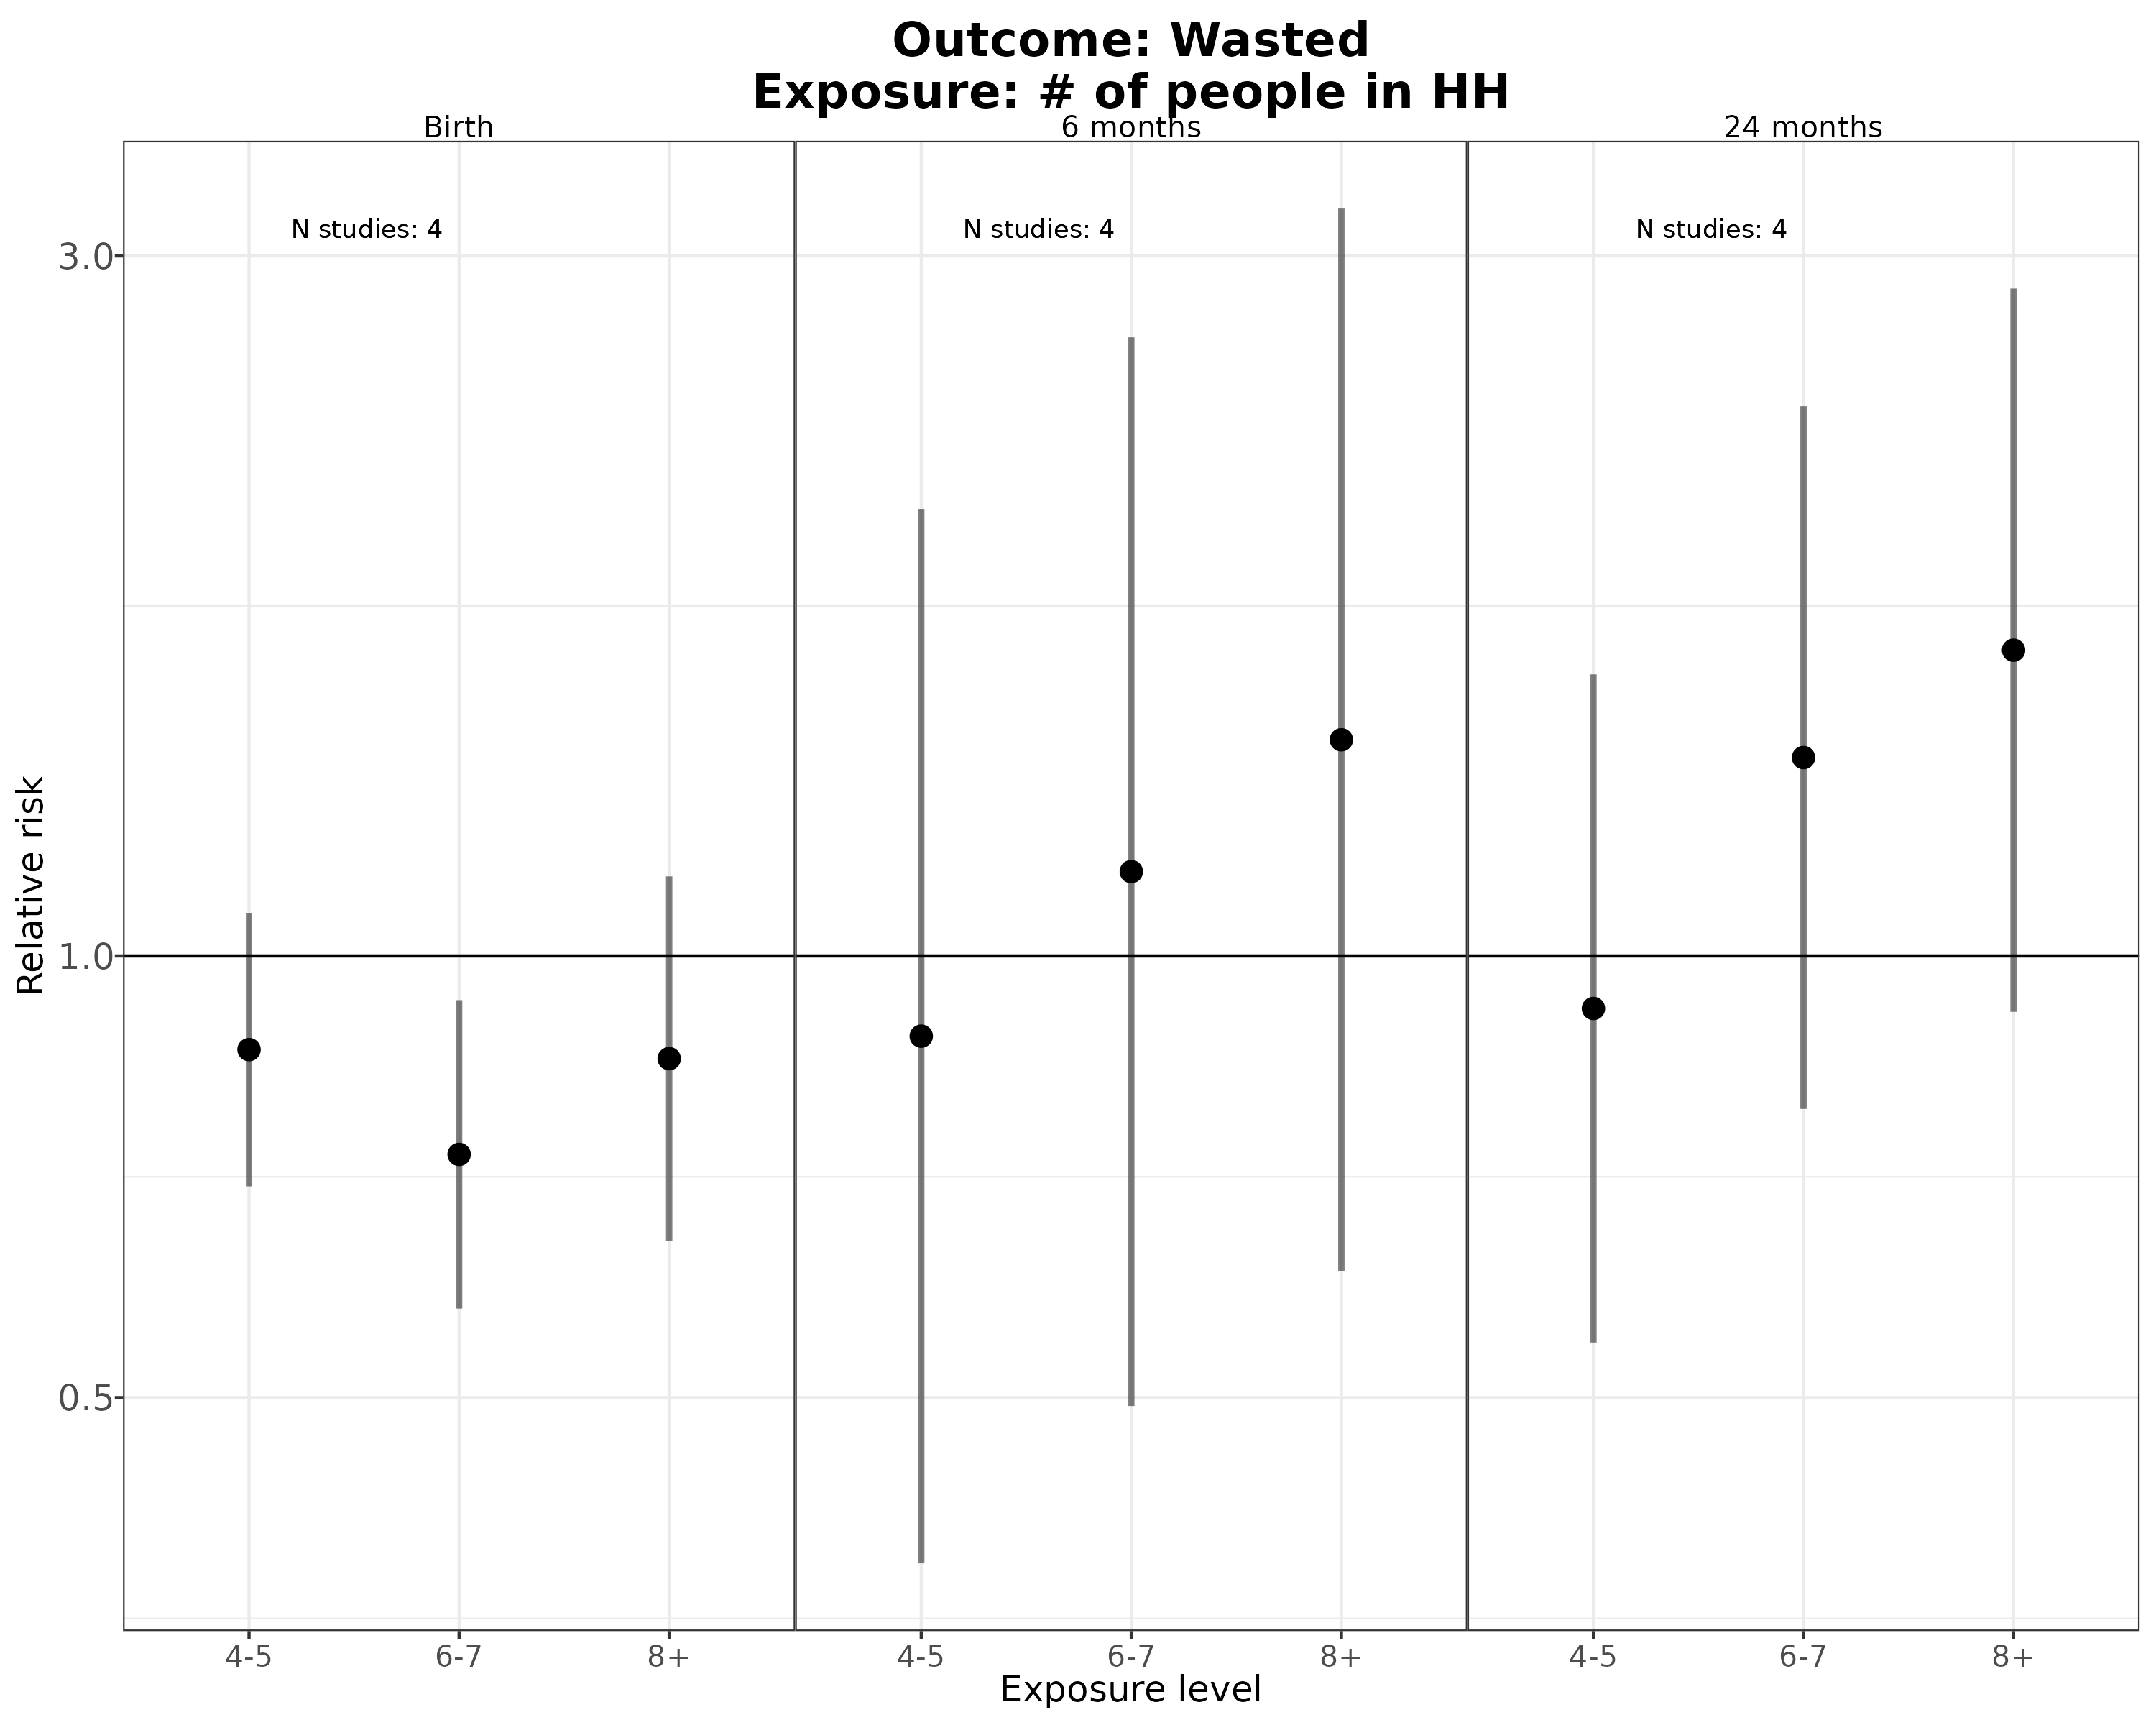 Outcome: Wasted
Exposure: # of people in HH
Birth
6 months
24 months
N studies: 4
N studies: 4
N studies: 4
Relative risk
3.0
1.0
0.5
4-5
6-7
8+
4-5
6-7
8+
4-5
6-7
8+
Exposure level